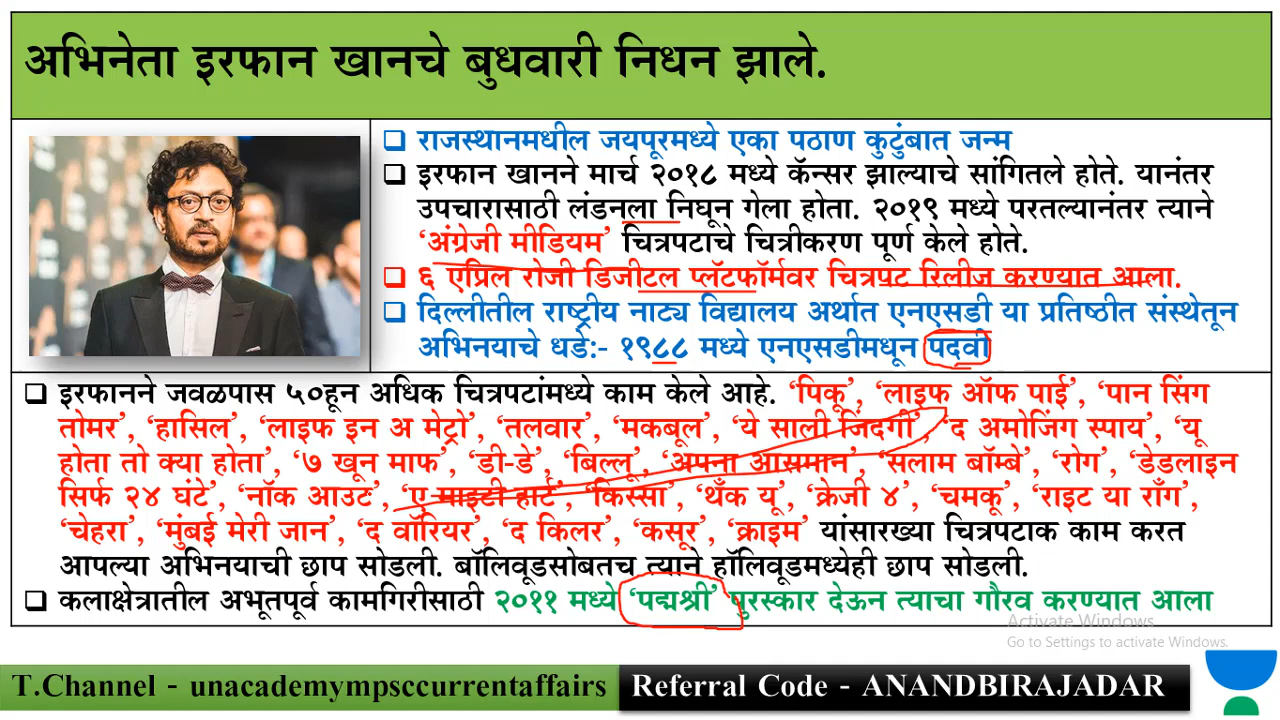 अभिनेता इरफान खानचे बुधवारी निधन झाले.
राजस्थानमधील जयपूरमध्ये एका पठाण कुटुंबात जन्म
इरफान खानने मार्च २०१८ मध्ये कॅन्सर झाल्याचे सांगितले होते. यानंतर
उपचारासाठी लंडनला निघून गेला होता. २०१९ मध्ये परतल्यानंतर त्याने
‘अंग्रेजी मीडियम’ चित्रपटाचे चित्रीकरण पूर्ण केले होते.
६ एप्रिल रोजी डिजीटल प्लॅटफॉर्मवर चित्रपट रिलीज करण्यात आला.
दिल्लीतील राष्ट्रीय नाट्य विद्यालय अर्थात एनएसडी या प्रतिष्ठीत संस्थेतून
अभिनयाचे धडे:- १९८८ मध्ये एनएसडीमधून पदवी
इरफानने जवळपास ५०हून अधिक चित्रपटांमध्ये काम केले आहे. ‘पिकू’, ‘लाइफ ऑफ पाई’, ‘पान सिंग
तोमर’, ‘हासिल’, ‘लाइफ इन अ मेट्रो’, ‘तलवार’, ‘मकबूल’, ‘ये साली जिंदगी’, ‘द अमोजिंग स्पाय’, ‘यू
होता तो क्या होता’, ‘७ खून माफ’, ‘डी-डे’, ‘बिल्लू’, ‘अपना आसमान’, ‘सलाम बॉम्बे’, ‘रोग’, ‘डेडलाइन
सिर्फ २४ घंटे’, ‘नॉक आउट’, ‘ए माइटी हार्ट’, ‘किस्सा’, ‘थँक यू’, ‘क्रेजी ४’, ‘चमकू’, ‘राइट या राँग’,
‘चेहरा’, ‘मुंबई मेरी जान’, ‘द वॉरियर’, ‘द किलर’, ‘कसूर’, ‘क्राइम’ यांसारख्या चित्रपटाक काम करत
आपल्या अभिनयाची छाप सोडली. बॉलिवूडसोबतच त्याने हॉलिवूडमध्येही छाप सोडली.
कलाक्षेत्रातील अभूतपूर्व कामगिरीसाठी २०११ मध्ये ‘पद्मश्री’ पुरस्कार देऊन त्याचा गौरव करण्यात आला
Activate Windows
Go to Settings to activate Windows.
T.Channel - unacademympsccurrentaffairs Referral Code - ANANDBIRAJADAR